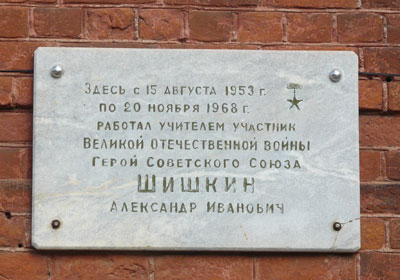 Здесь с 15 августа 1953 г.
по 20 ноября 1968 г.
работал учителем участник
Великой Отечественной войны
Герой Советского Союза
ШИШКИН
Александр Иванович